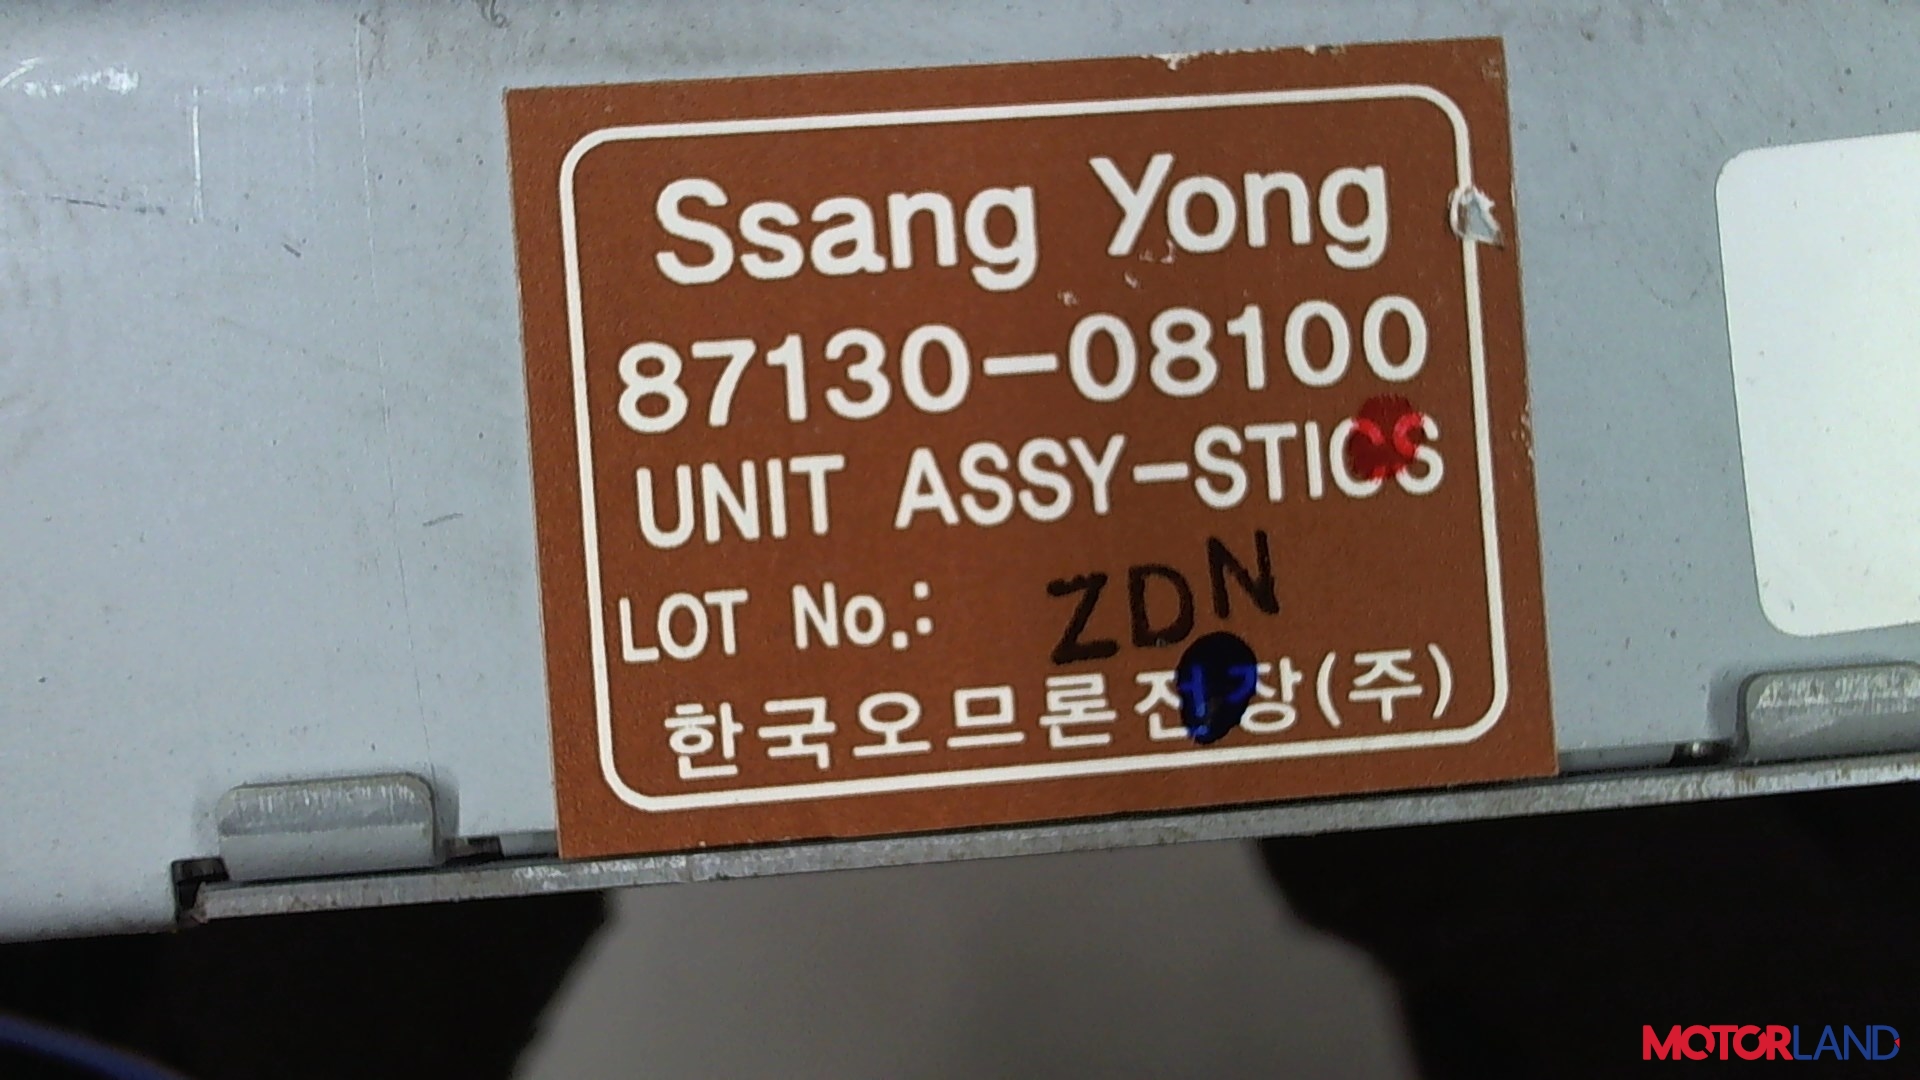 Ssang Yong
87130-08100
UNIT ASSY-STICS
LOT No.: ZDN
한국오므론전장(주)
MOTORLAND